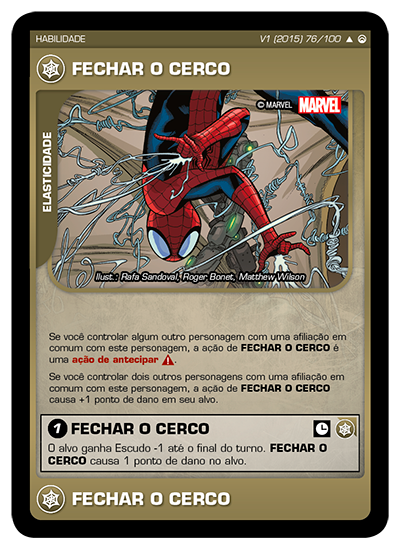 HABILIDADE
V1 (2015) 76/100 ▲
FECHAR O CERCO
© MARVEL MARVEL
ELASTICIDADE
Ilust.: Rafa Sandoval, Roger Bonet, Matthew Wilson
Se você controlar algum outro personagem com uma afiliação em
comum com este personagem, a ação de FECHAR O CERCO é
uma ação de antecipar ⚠.
Se você controlar dois outros personagens com uma afiliação em
comum com este personagem, a ação de FECHAR O CERCO
causa +1 ponto de dano em seu alvo.
1 FECHAR O CERCO
O alvo ganha Escudo -1 até o final do turno. FECHAR O
CERCO causa 1 ponto de dano no alvo.
FECHAR O CERCO